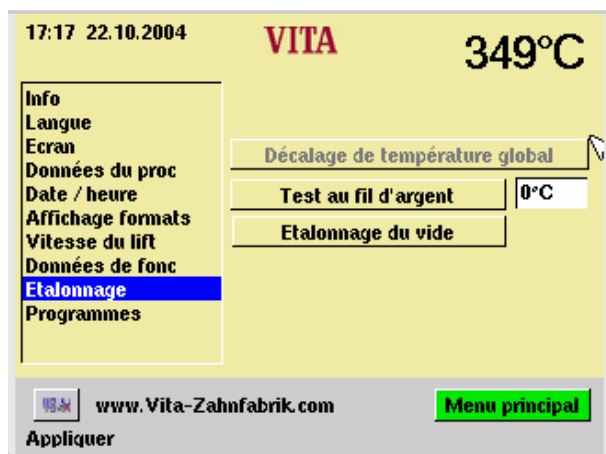 17:17 22.10.2004
VITA
349°C
Info
Langue
Ecran
Données du proc
Date / heure
Affichage formats
Vitesse du lift
Données de fonc
Etalonnage
Programmes
Décalage de température global
Test au fil d'argent
0°C
Etalonnage du vide
www.Vita-Zahnfabrik.com
Menu principal
Appliquer